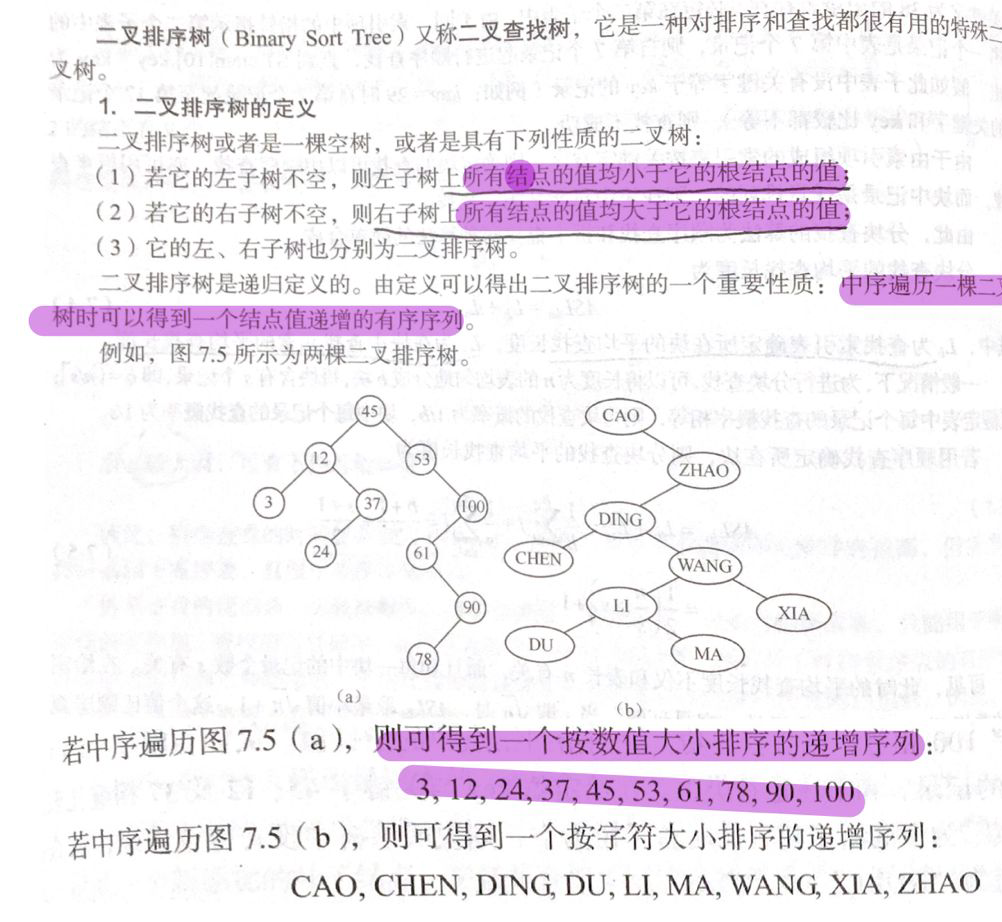 二叉排序树（Binary Sort Tree）又称二叉查找树，它是一种对排序和查找都很有用的特殊二
叉树。
1. 二叉排序树的定义
二叉排序树或者是一棵空树，或者是具有下列性质的二叉树：
（1）若它的左子树不空，则左子树上所有结点的值均小于它的根结点的值；
（2）若它的右子树不空，则右子树上所有结点的值均大于它的根结点的值；
（3）它的左、右子树也分别为二叉排序树。
二叉排序树是递归定义的。由定义可以得出二叉排序树的一个重要性质：中序遍历一棵二叉
树时可以得到一个结点值递增的有序序列。
例如，图 7.5 所示为两棵二叉排序树。
45
12
53
3
37
100
24
61
90
78
(a)
CAO
ZHAO
DING
CHEN
WANG
LI
XIA
DU
MA
(b)
若中序遍历图 7.5（a），则可得到一个按数值大小排序的递增序列：
3, 12, 24, 37, 45, 53, 61, 78, 90, 100
若中序遍历图 7.5（b），则可得到一个按字符大小排序的递增序列：
CAO, CHEN, DING, DU, LI, MA, WANG, XIA, ZHAO